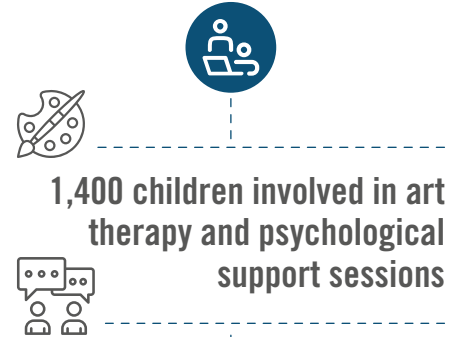 1,400 children involved in art
therapy and psychological
support sessions